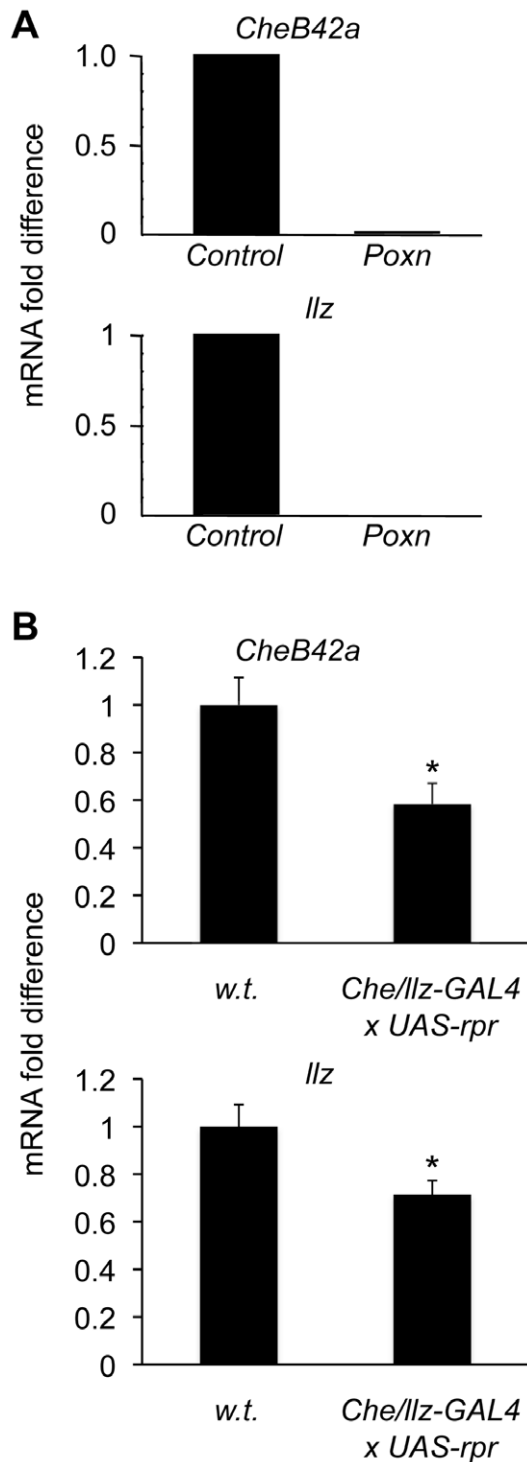 A
CheB42a
mRNA fold difference
1.0
0.5
0
Control Poxn
llz
1
0.5
0
Control Poxn
B
CheB42a
mRNA fold difference
1.2
1
0.8
*
0.6
0.4
0.2
0
w.t. Che/llz-GAL4
x UAS-rpr
llz
1.2
1
0.8
*
0.6
0.4
0.2
0
w.t. Che/llz-GAL4
x UAS-rpr